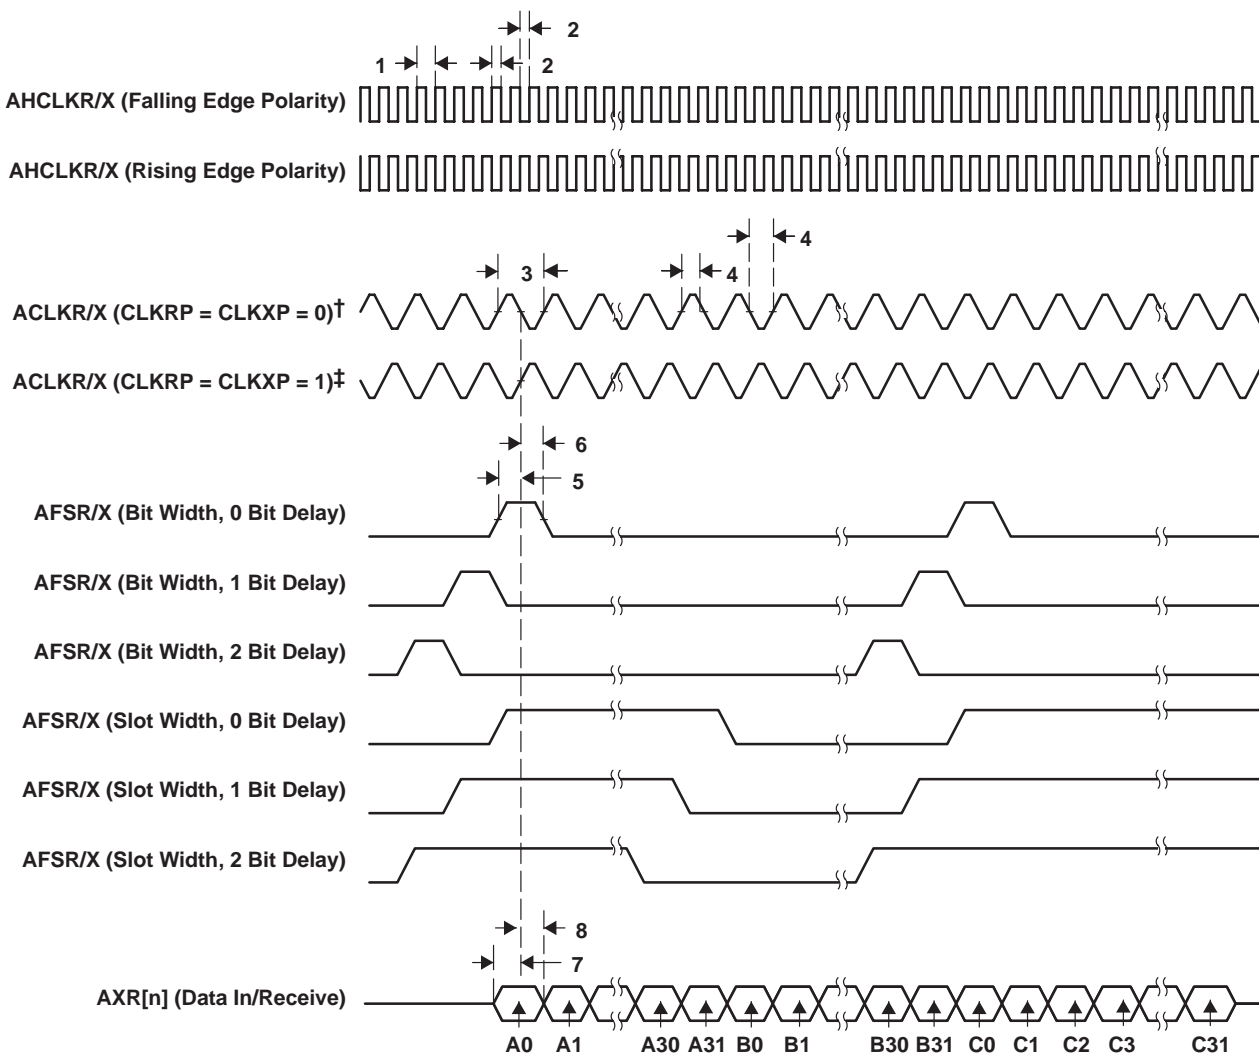 2
1
2
AHCLKR/X (Falling Edge Polarity)
AHCLKR/X (Rising Edge Polarity)
4
3
4
ACLKR/X (CLKRP = CLKXP = 0)†
ACLKR/X (CLKRP = CLKXP = 1)‡
6
5
AFSR/X (Bit Width, 0 Bit Delay)
AFSR/X (Bit Width, 1 Bit Delay)
AFSR/X (Bit Width, 2 Bit Delay)
AFSR/X (Slot Width, 0 Bit Delay)
AFSR/X (Slot Width, 1 Bit Delay)
AFSR/X (Slot Width, 2 Bit Delay)
8
7
AXR[n] (Data In/Receive)
A0 A1 A30 A31 B0 B1 B30 B31 C0 C1 C2 C3 C31